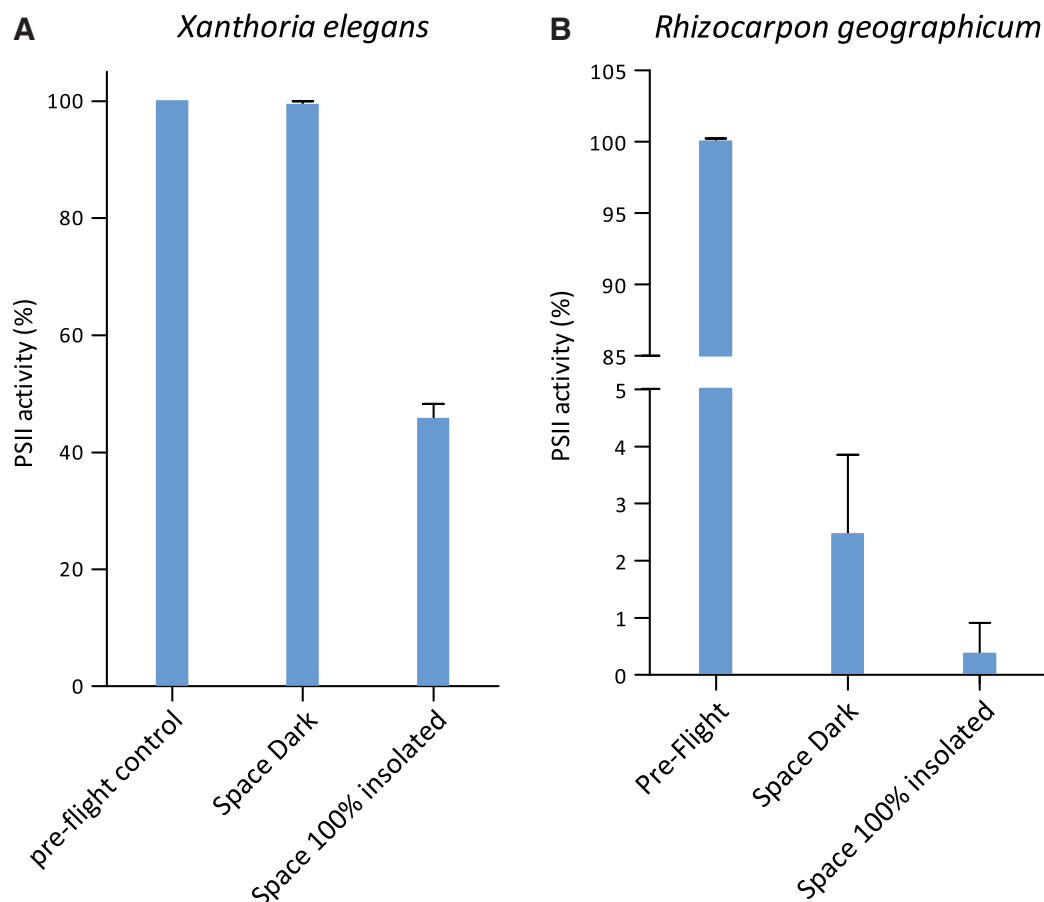 A
Xanthoria elegans
PSII activity (%)
100
80
60
40
20
0
pre-flight control
Space Dark
Space 100% insolated
B
Rhizocarpon geographicum
PSII activity (%)
105
100
95
90
85
5
4
3
2
1
0
Pre-Flight
Space Dark
Space 100% insolated